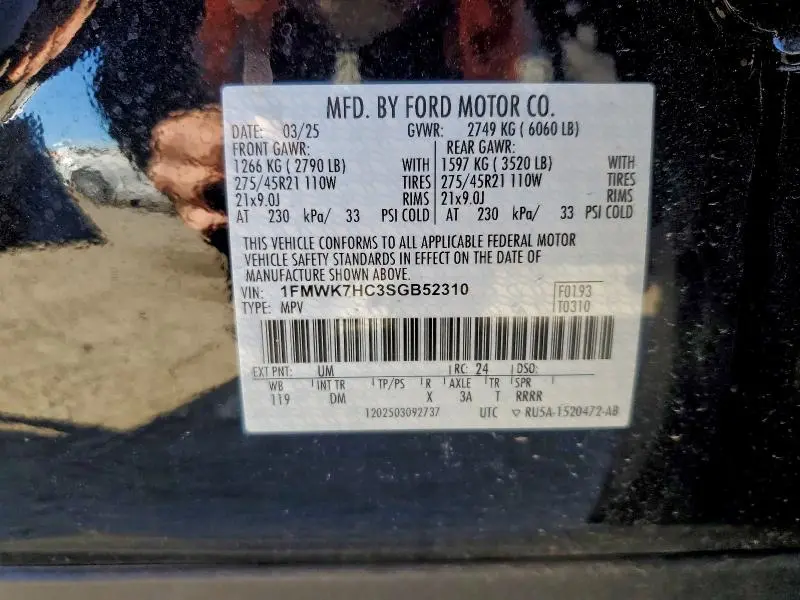 MFD. BY FORD MOTOR CO.
DATE: 03/25 GVWR: 2749 KG ( 6060 LB)
FRONT GAWR: REAR GAWR:
1266 KG ( 2790 LB) WITH 1597 KG ( 3520 LB) WITH
275/45R21 110W TIRES 275/45R21 110W TIRES
21x9.0J RIMS 21x9.0J RIMS
AT 230 kPa/ 33 PSI COLD AT 230 kPa/ 33 PSI COLD
THIS VEHICLE CONFORMS TO ALL APPLICABLE FEDERAL MOTOR
VEHICLE SAFETY STANDARDS IN EFFECT ON THE DATE OF
MANUFACTURE SHOWN ABOVE.
VIN: 1FMWK7HC3SGB52310 F0193
TYPE: MPV T0310
EXT PNT: UM RC: 24 DSO:
WB INT TR TP/PS R AXLE TR SPR
119 DM X 3A T RRRR
1202503092737 UTC ▽ RU5A-1520472-AB